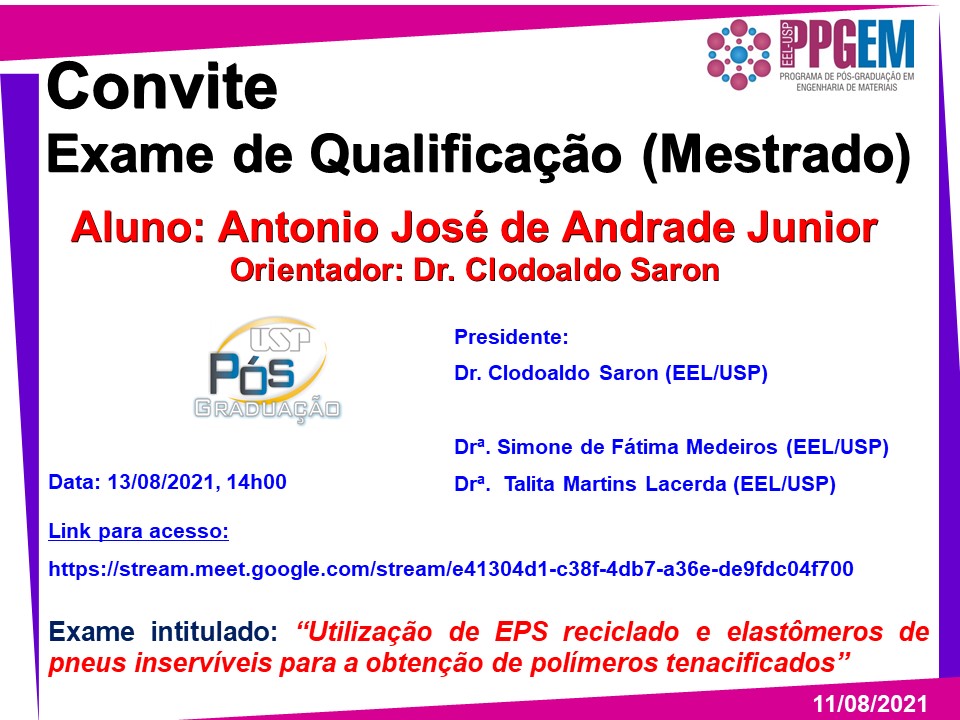 EEL-USP
PPGEM
PROGRAMA DE PÓS-GRADUAÇÃO EM
ENGENHARIA DE MATERIAIS
Convite
Exame de Qualificação (Mestrado)
Aluno: Antonio José de Andrade Junior
Orientador: Dr. Clodoaldo Saron
USP
Pós
GRADUAÇÃO
Presidente:
Dr. Clodoaldo Saron (EEL/USP)
Drª. Simone de Fátima Medeiros (EEL/USP)
Drª. Talita Martins Lacerda (EEL/USP)
Data: 13/08/2021, 14h00
Link para acesso:
https://stream.meet.google.com/stream/e41304d1-c38f-4db7-a36e-de9fdc04f700
Exame intitulado: “Utilização de EPS reciclado e elastômeros de
pneus inservíveis para a obtenção de polímeros tenacificados”
11/08/2021